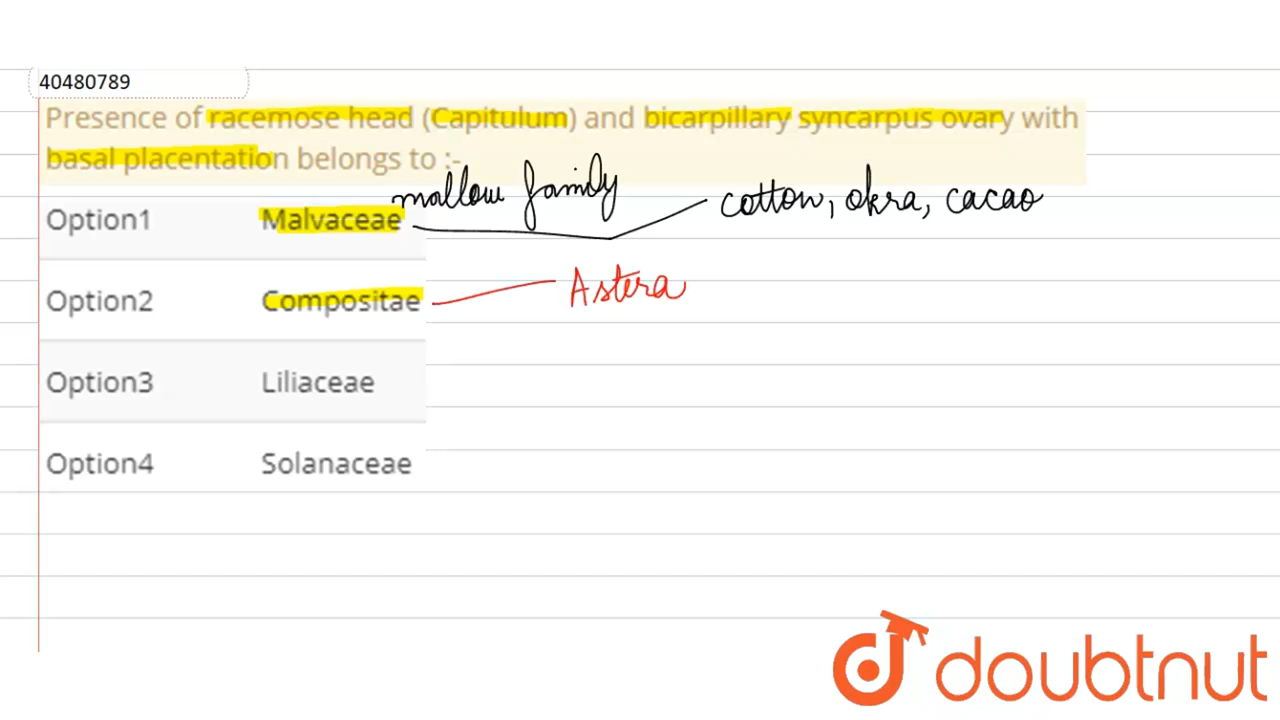 40480789
Presence of racemose head (Capitulum) and bicarpillary syncarpus ovary with
basal placentation belongs to :-
mallow family
cotton, okra, cacao
Option1 Malvaceae
Option2 Compositae
Astera
Option3 Liliaceae
Option4 Solanaceae
doubtnut